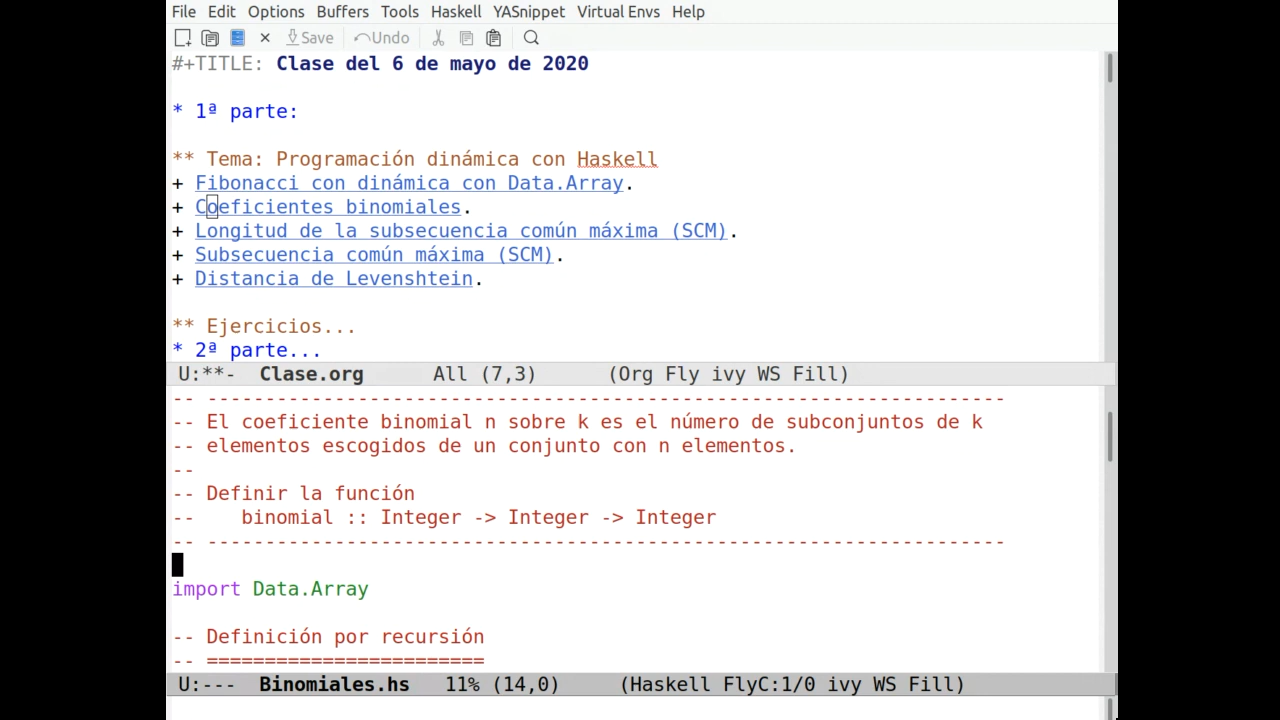 File Edit Options Buffers Tools Haskell YASnippet Virtual Envs Help
Save Undo
#+TITLE: Clase del 6 de mayo de 2020
* 1ª parte:
** Tema: Programación dinámica con Haskell
+ Fibonacci con dinámica con Data.Array.
+ Coeficientes binomiales.
+ Longitud de la subsecuencia común máxima (SCM).
+ Subsecuencia común máxima (SCM).
+ Distancia de Levenshtein.
** Ejercicios...
* 2ª parte...
U:**- Clase.org All (7,3) (Org Fly ivy WS Fill)
-- ---------------------------------------------------------------------
-- El coeficiente binomial n sobre k es el número de subconjuntos de k
-- elementos escogidos de un conjunto con n elementos.
--
-- Definir la función
-- binomial :: Integer -> Integer -> Integer
-- ---------------------------------------------------------------------
import Data.Array
-- Definición por recursión
-- ========================
U:--- Binomiales.hs 11% (14,0) (Haskell FlyC:1/0 ivy WS Fill)